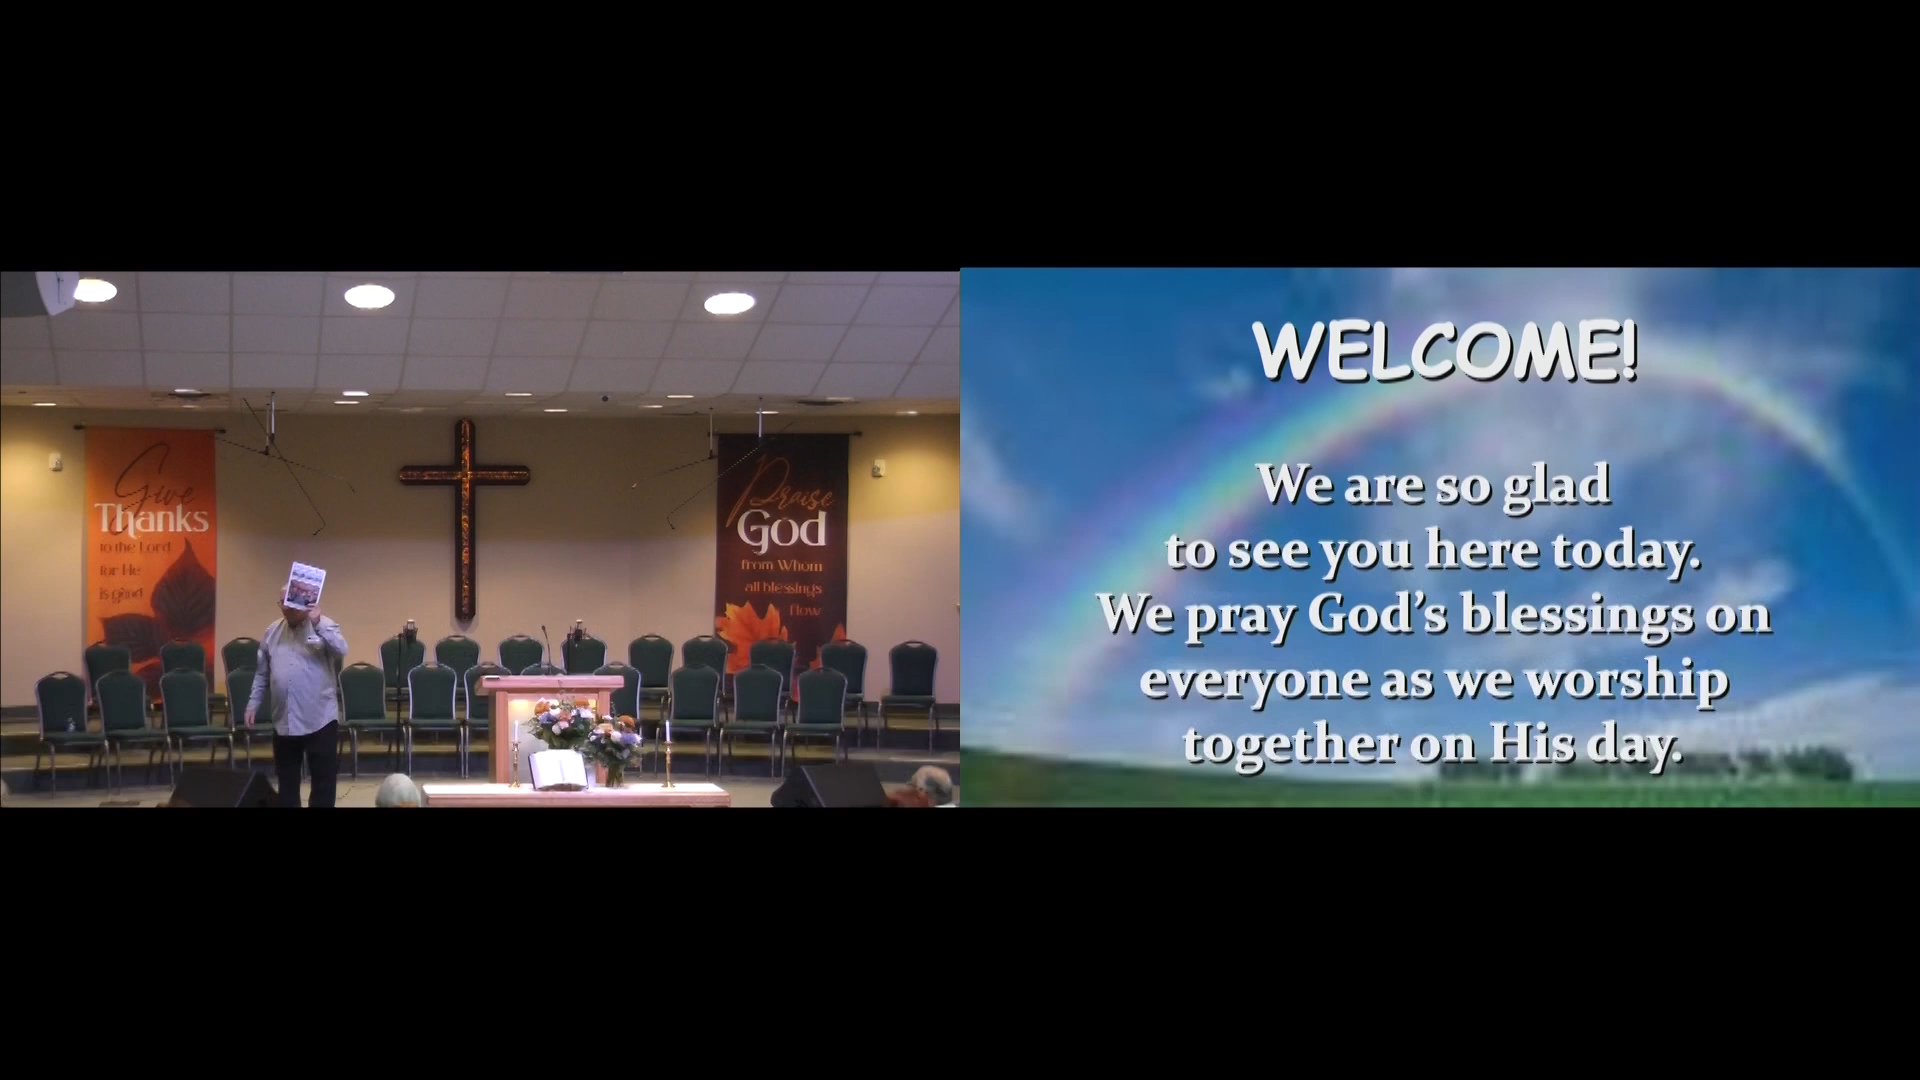 Give
Thanks
to the Lord
for He
is good
Praise
God
from Whom
all blessings
flow
WELCOME!
We are so glad
to see you here today.
We pray God’s blessings on
everyone as we worship
together on His day.